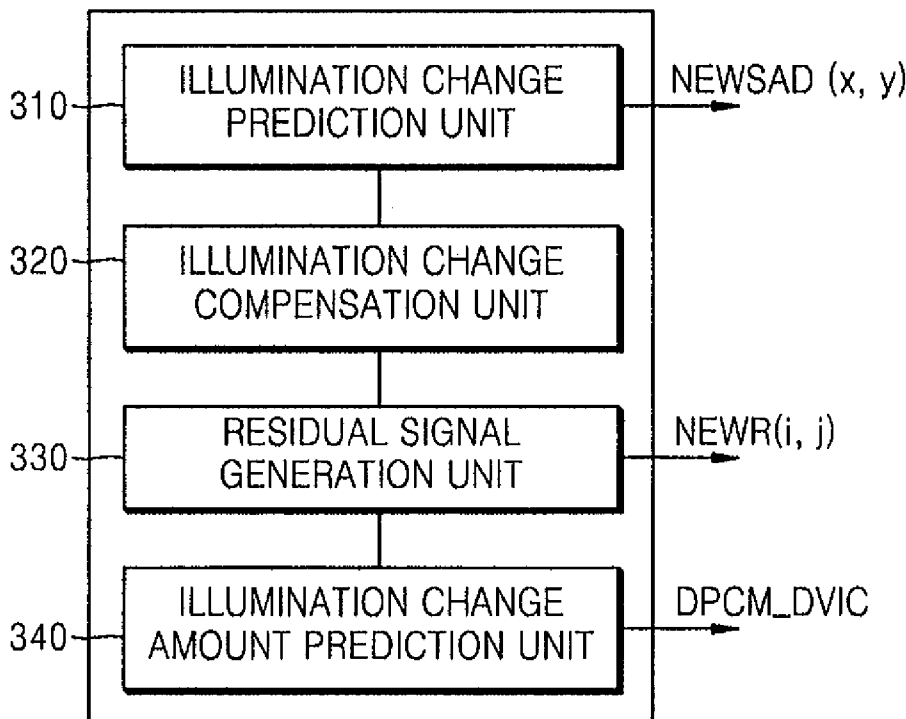 310
ILLUMINATION CHANGE
PREDICTION UNIT
NEWSAD (x, y)
320
ILLUMINATION CHANGE
COMPENSATION UNIT
330
RESIDUAL SIGNAL
GENERATION UNIT
NEWR(i, j)
340
ILLUMINATION CHANGE
AMOUNT PREDICTION UNIT
DPCM_DVIC